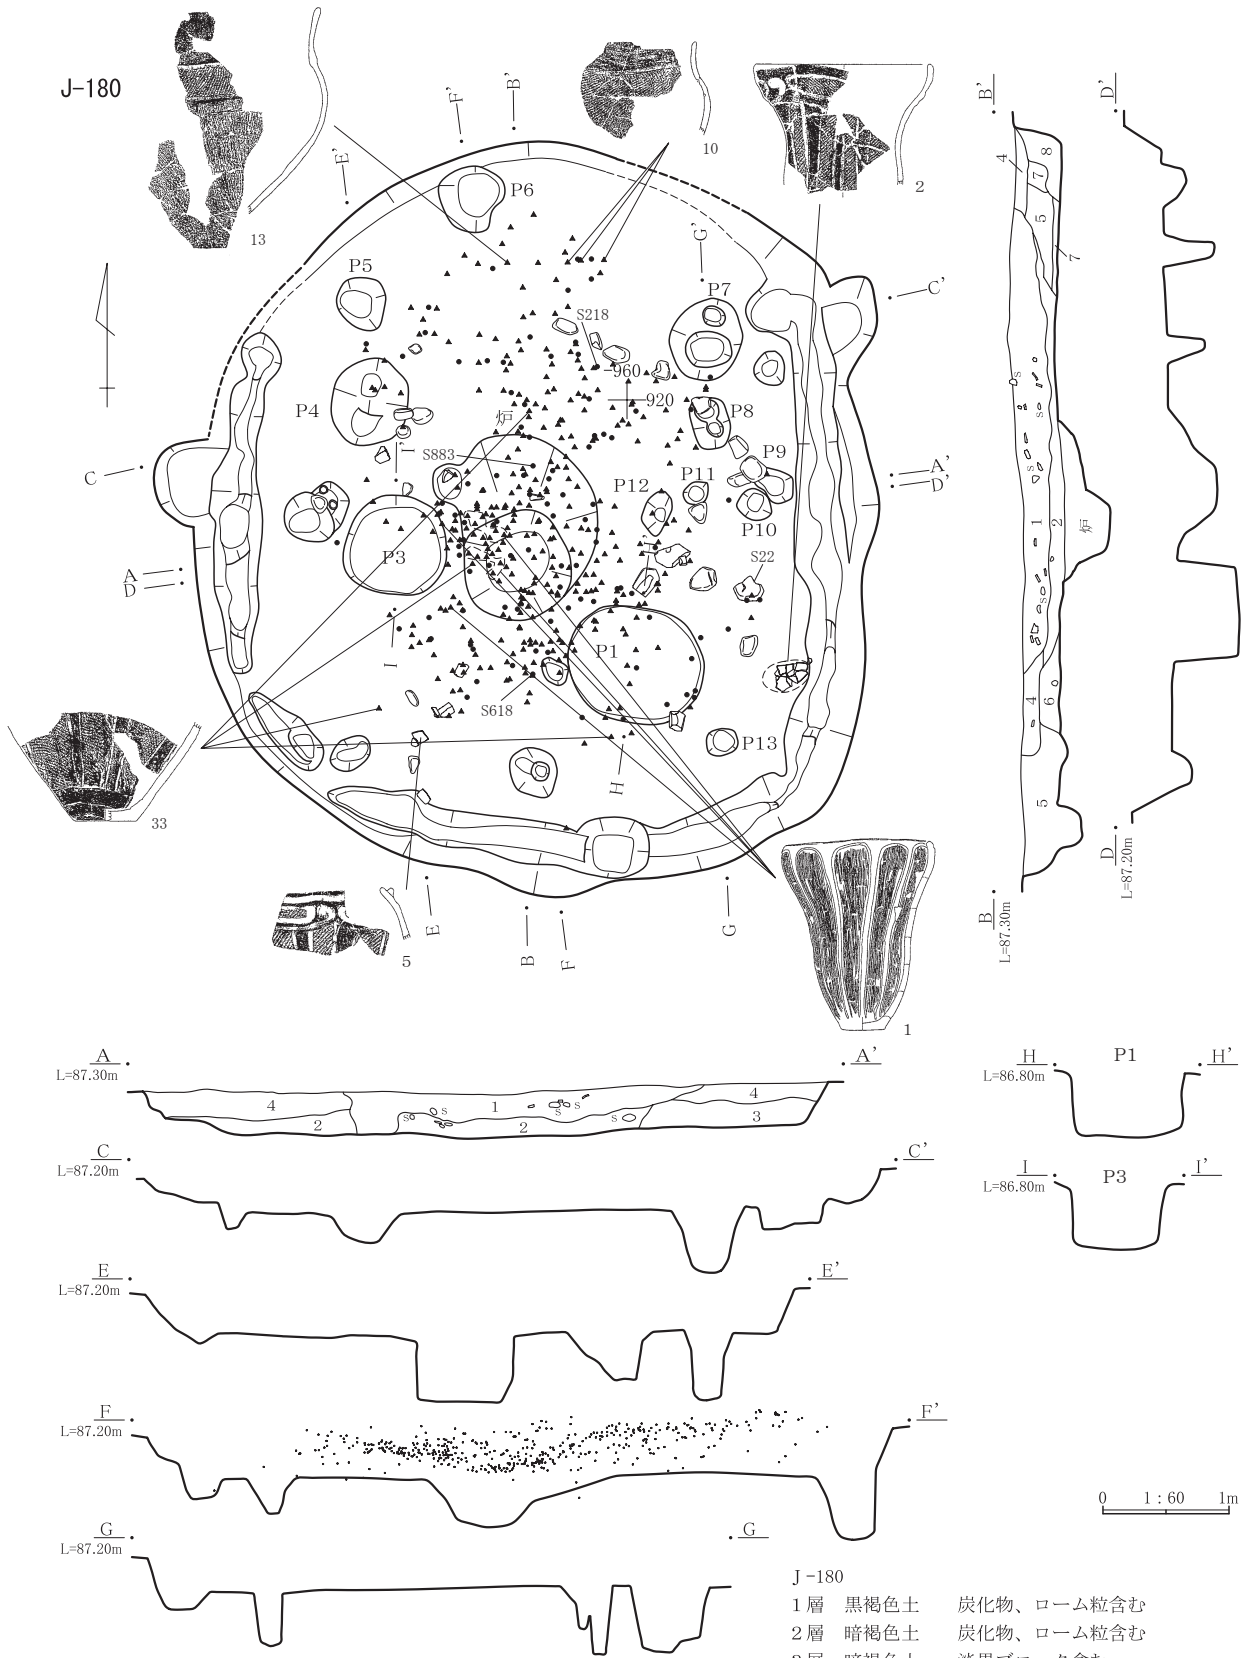 J-180
13
10
2
F'
B'
E'
P6
G'
P5
P7
C'
S218
-960
920
P4
P8
炉
I'
S883
A'
D'
C
P9
P12
P11
P10
P3
H'
S22
A
D
I
P1
S618
P13
H
33
5
E
B
F
G
1
B'
D'
4
8
7
5
7
S
S
S
1
2
炉
S
4
6
5
D
L=87.20m
B
L=87.30m
A
A'
L=87.30m
4
1
4
S
S
S
S
S
2
2
3
C
C'
L=87.20m
E
E'
L=87.20m
F
F'
L=87.20m
G
G
L=87.20m
H
P1
H'
L=86.80m
I
P3
I'
L=86.80m
0 1:60 1m
J-180
1層 黒褐色土 炭化物、ローム粒含む
2層 暗褐色土 炭化物、ローム粒含む